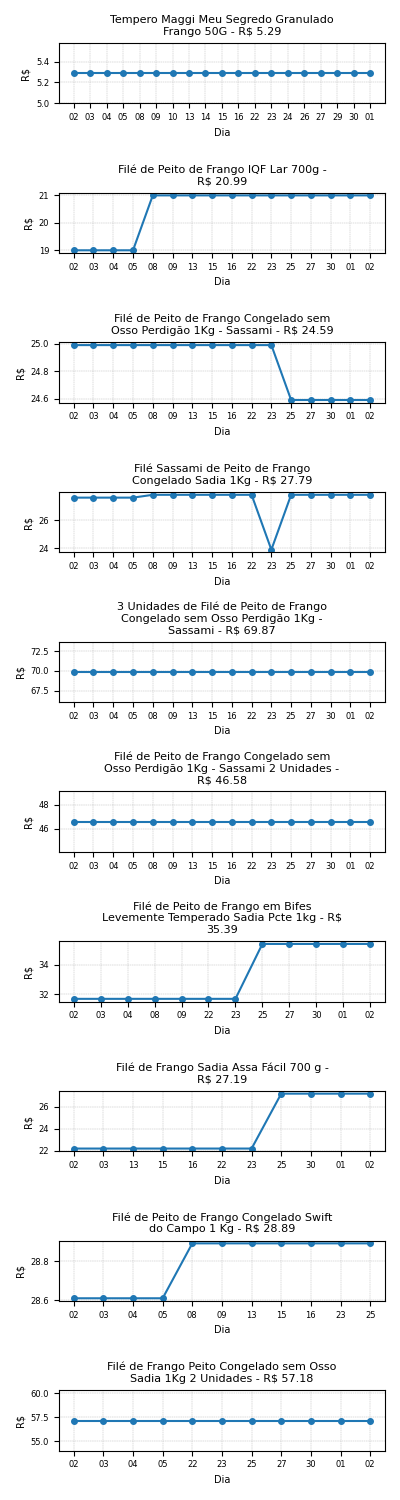 Tempero Maggi Meu Segredo Granulado
Frango 50G - R$ 5.29
5.4
5.2
5.0
R$
02 03 04 05 08 09 10 13 14 15 16 22 23 24 26 27 29 30 01
Dia
Filé de Peito de Frango IQF Lar 700g -
R$ 20.99
21
20
19
R$
02 03 04 05 08 09 13 15 16 22 23 25 27 30 01 02
Dia
Filé de Peito de Frango Congelado sem
Osso Perdigão 1Kg - Sassami - R$ 24.59
25.0
24.8
24.6
R$
02 03 04 05 08 09 13 15 16 22 23 25 27 30 01 02
Dia
Filé Sassami de Peito de Frango
Congelado Sadia 1Kg - R$ 27.79
26
24
R$
02 03 04 05 08 09 13 15 16 22 23 25 27 30 01 02
Dia
3 Unidades de Filé de Peito de Frango
Congelado sem Osso Perdigão 1Kg -
Sassami - R$ 69.87
72.5
70.0
67.5
R$
02 03 04 05 08 09 13 15 16 22 23 25 27 30 01 02
Dia
Filé de Peito de Frango Congelado sem
Osso Perdigão 1Kg - Sassami 2 Unidades -
R$ 46.58
48
46
R$
02 03 04 05 08 09 13 15 16 22 23 25 27 30 01 02
Dia
Filé de Peito de Frango em Bifes
Levemente Temperado Sadia Pcte 1kg - R$
35.39
34
32
R$
02 03 04 08 09 22 23 25 27 30 01 02
Dia
Filé de Frango Sadia Assa Fácil 700 g -
R$ 27.19
26
24
22
R$
02 03 13 15 16 22 23 25 30 01 02
Dia
Filé de Peito de Frango Congelado Swift
do Campo 1 Kg - R$ 28.89
28.8
28.6
R$
02 03 04 05 08 09 13 15 16 23 25
Dia
Filé de Frango Peito Congelado sem Osso
Sadia 1Kg 2 Unidades - R$ 57.18
60.0
57.5
55.0
R$
02 03 04 05 22 23 25 27 30 01 02
Dia